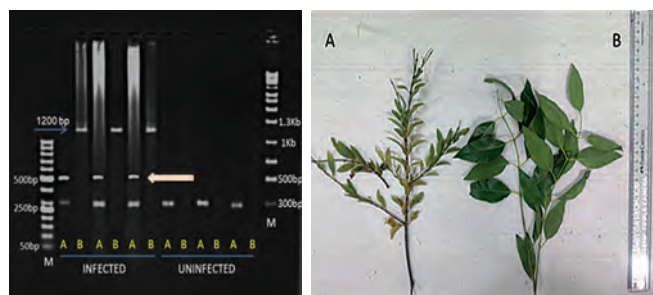 1200 bp
500bp
250bp
50bp
M
1.3Kb
1Kb
500bp
300bp
M
A B A B A B A B A B A B
INFECTED UNINFECTED
A
B